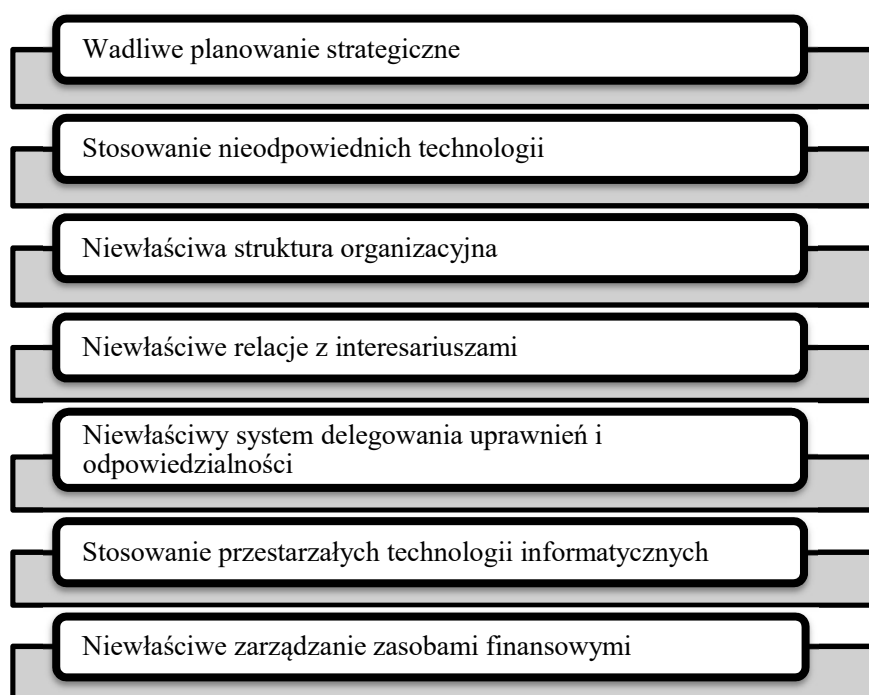 Wadliwe planowanie strategiczne
Stosowanie nieodpowiednich technologii
Niewłaściwa struktura organizacyjna
Niewłaściwe relacje z interesariuszami
Niewłaściwy system delegowania uprawnień i
odpowiedzialności
Stosowanie przestarzałych technologii informatycznych
Niewłaściwe zarządzanie zasobami finansowymi